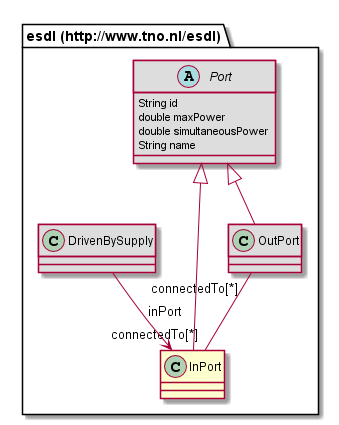 esdl (http://www.tno.nl/esdl)
A Port
String id
double maxPower
double simultaneousPower
String name
C DrivenBySupply
C OutPort
connectedTo[*]
inPort
connectedTo[*]
C InPort